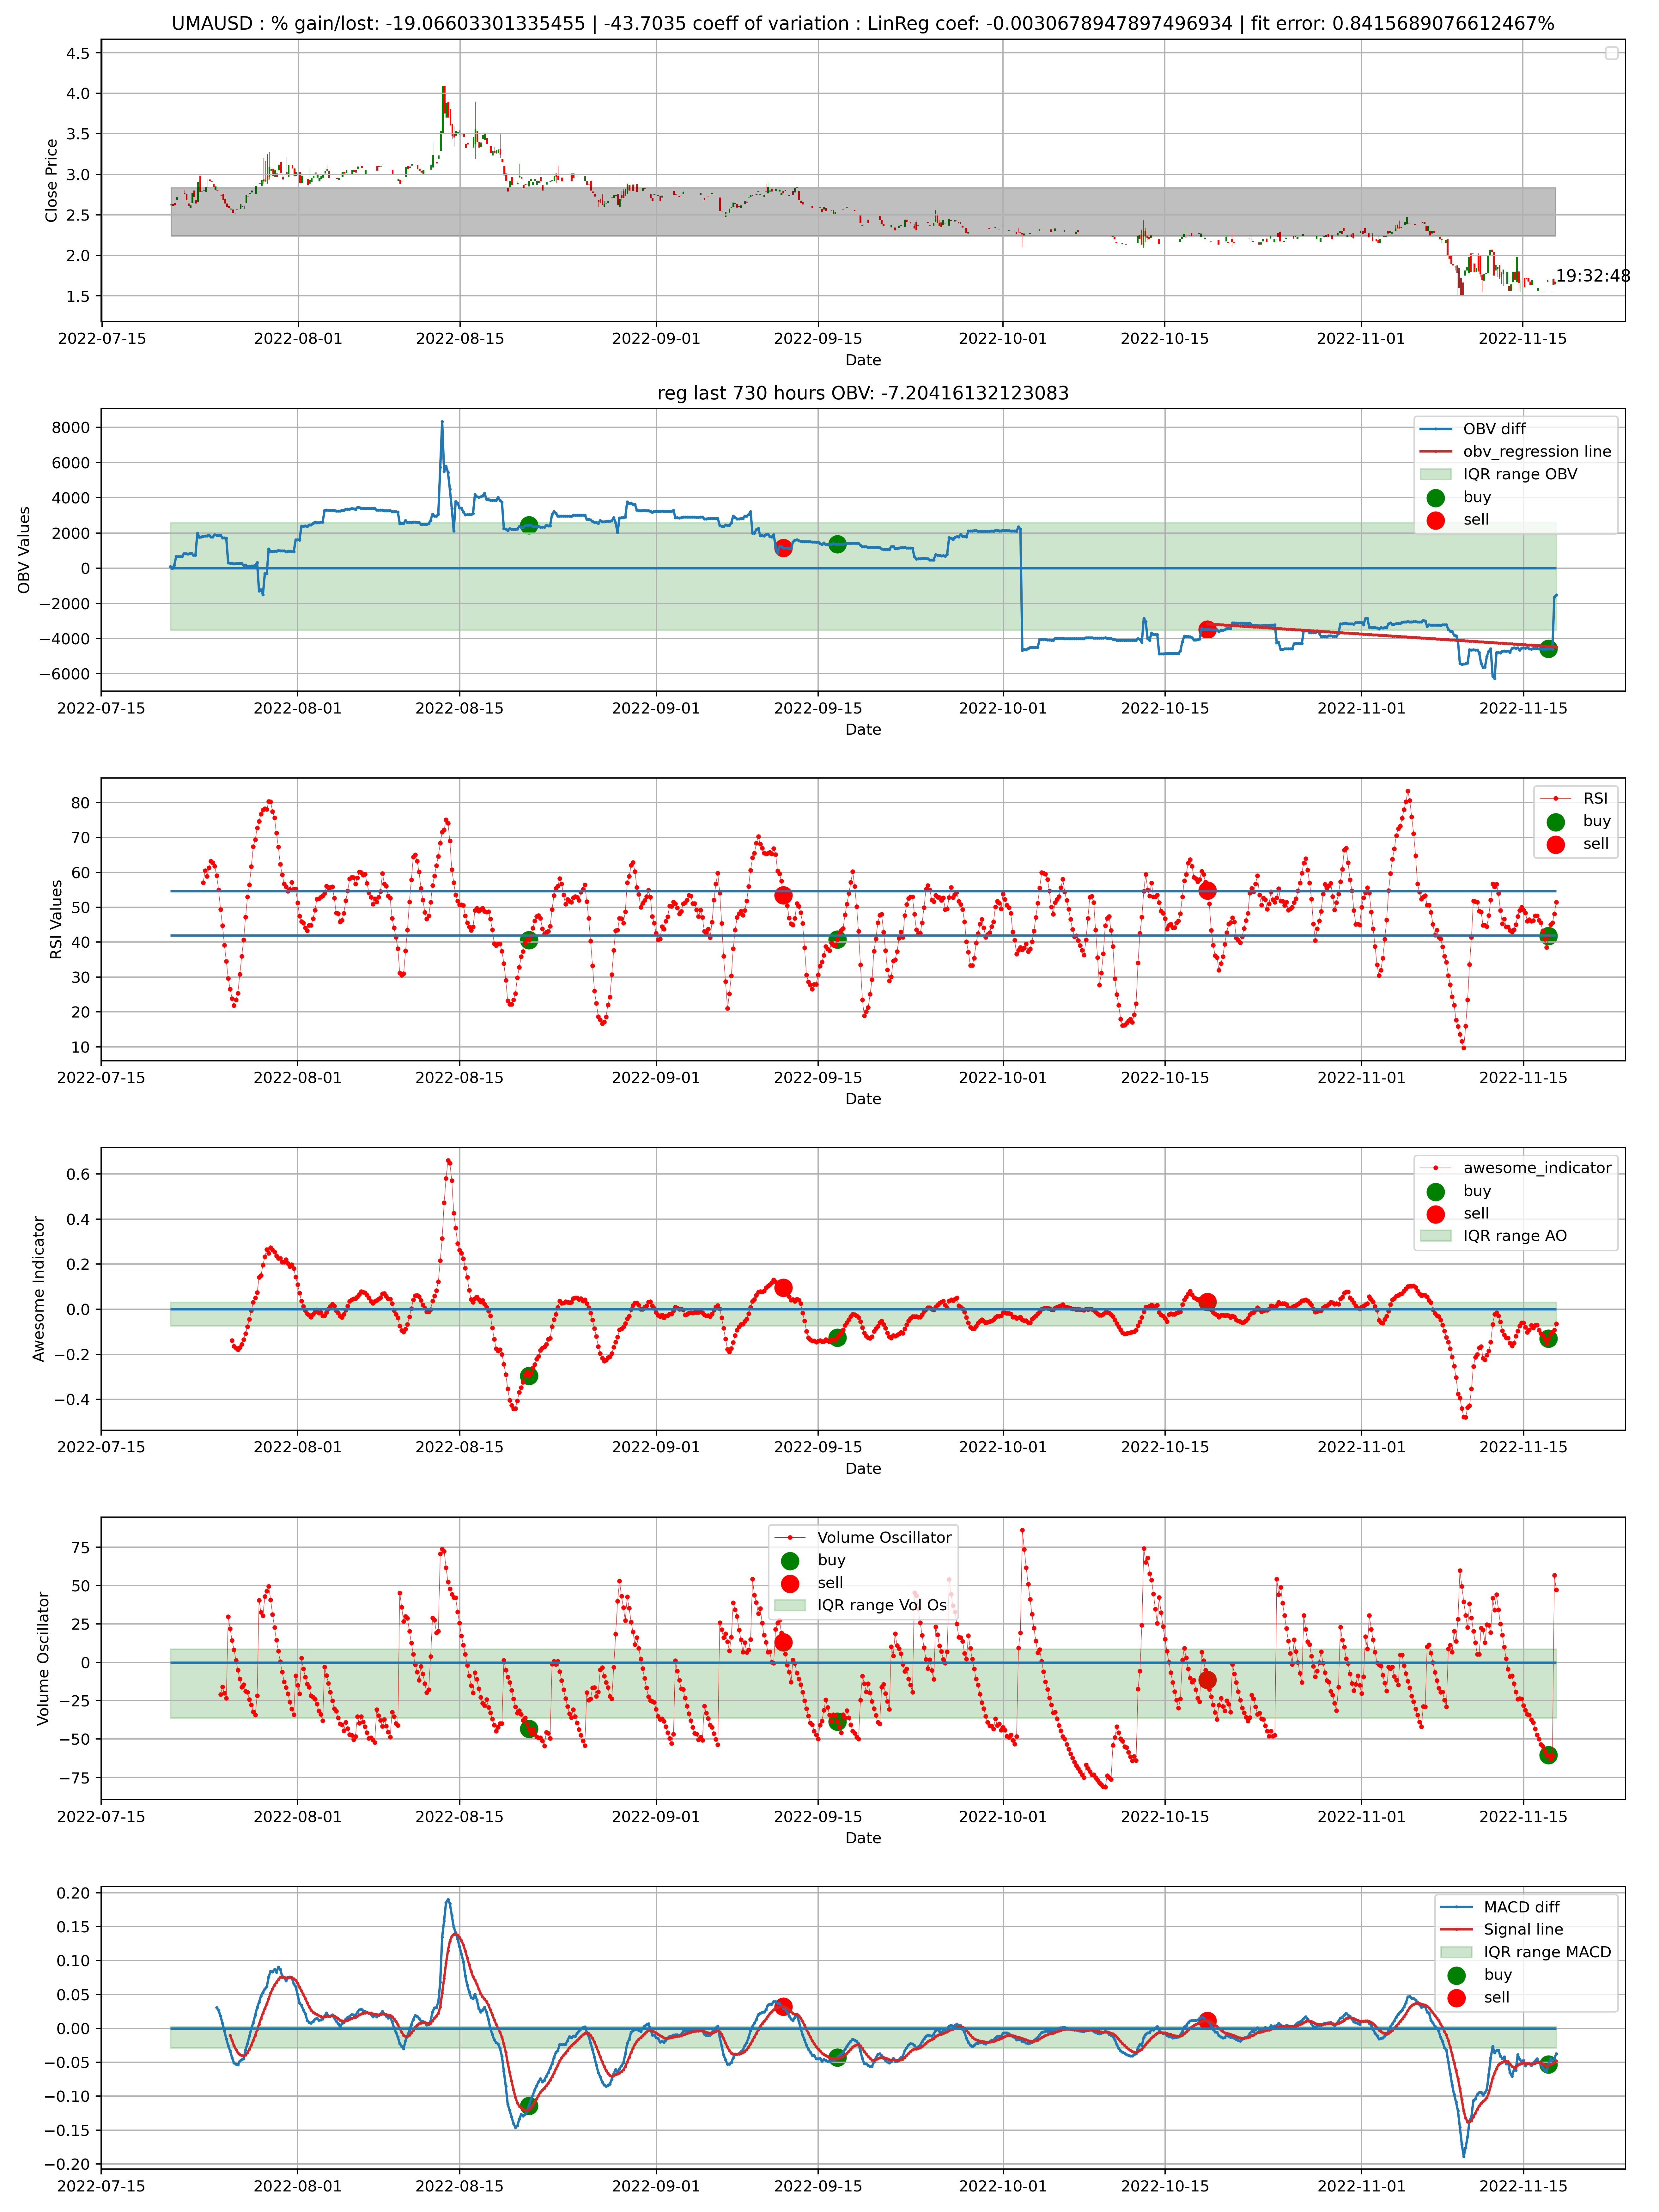 UMAUSD : % gain/lost: -19.06603301335455 | -43.7035 coeff of variation : LinReg coef: -0.0030678947897496934 | fit error: 0.8415689076612467%
4.5
4.0
3.5
3.0
2.5
2.0
1.5
Close Price
19:32:48
2022-07-15 2022-08-01 2022-08-15 2022-09-01 2022-09-15 2022-10-01 2022-10-15 2022-11-01 2022-11-15
Date
reg last 730 hours OBV: -7.20416132123083
8000
6000
4000
2000
0
−2000
−4000
−6000
OBV Values
OBV diff
obv_regression line
IQR range OBV
buy
sell
2022-07-15 2022-08-01 2022-08-15 2022-09-01 2022-09-15 2022-10-01 2022-10-15 2022-11-01 2022-11-15
Date
80
70
60
50
40
30
20
10
RSI Values
RSI
buy
sell
2022-07-15 2022-08-01 2022-08-15 2022-09-01 2022-09-15 2022-10-01 2022-10-15 2022-11-01 2022-11-15
Date
0.6
0.4
0.2
0.0
−0.2
−0.4
Awesome Indicator
awesome_indicator
buy
sell
IQR range AO
2022-07-15 2022-08-01 2022-08-15 2022-09-01 2022-09-15 2022-10-01 2022-10-15 2022-11-01 2022-11-15
Date
75
50
25
0
−25
−50
−75
Volume Oscillator
Volume Oscillator
buy
sell
IQR range Vol Os
2022-07-15 2022-08-01 2022-08-15 2022-09-01 2022-09-15 2022-10-01 2022-10-15 2022-11-01 2022-11-15
Date
0.20
0.15
0.10
0.05
0.00
−0.05
−0.10
−0.15
−0.20
MACD diff
Signal line
IQR range MACD
buy
sell
2022-07-15 2022-08-01 2022-08-15 2022-09-01 2022-09-15 2022-10-01 2022-10-15 2022-11-01 2022-11-15